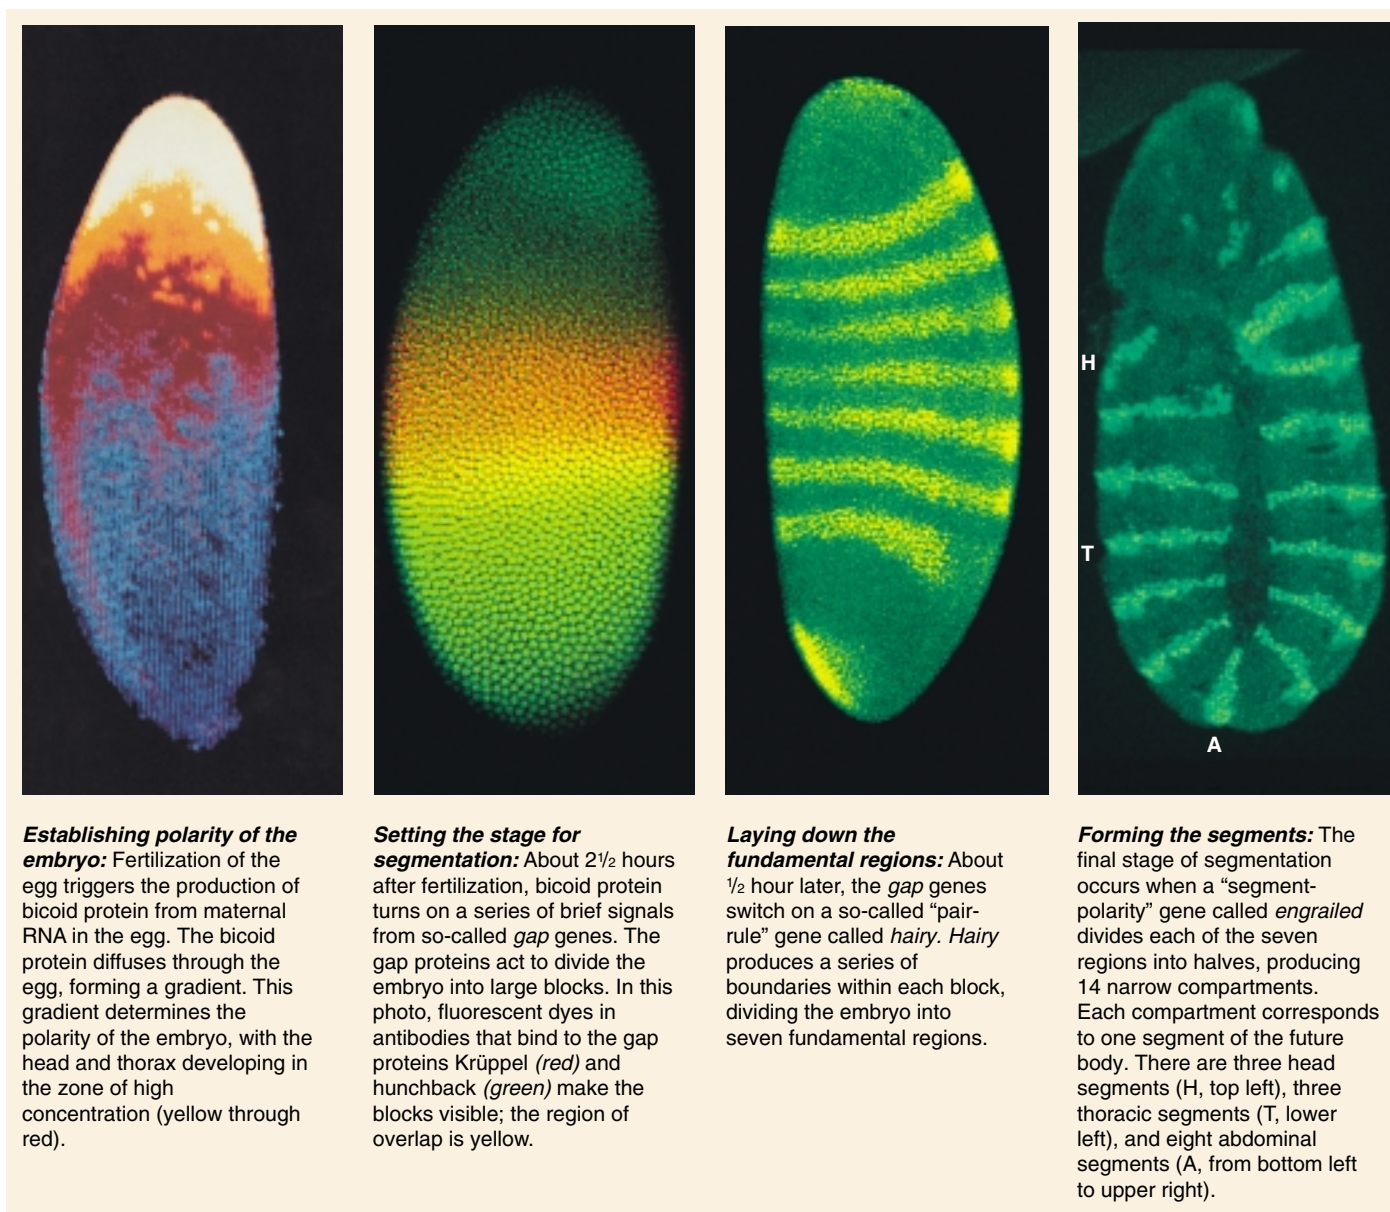 H
T
A
Establishing polarity of the
embryo: Fertilization of the
egg triggers the production of
bicoid protein from maternal
RNA in the egg. The bicoid
protein diffuses through the
egg, forming a gradient. This
gradient determines the
polarity of the embryo, with the
head and thorax developing in
the zone of high
concentration (yellow through
red).
Setting the stage for
segmentation: About 2 1/2 hours
after fertilization, bicoid protein
turns on a series of brief signals
from so-called gap genes. The
gap proteins act to divide the
embryo into large blocks. In this
photo, fluorescent dyes in
antibodies that bind to the gap
proteins Krüppel (red) and
hunchback (green) make the
blocks visible; the region of
overlap is yellow.
Laying down the
fundamental regions: About
1/2 hour later, the gap genes
switch on a so-called “pair-
rule” gene called hairy. Hairy
produces a series of
boundaries within each block,
dividing the embryo into
seven fundamental regions.
Forming the segments: The
final stage of segmentation
occurs when a “segment-
polarity” gene called engrailed
divides each of the seven
regions into halves, producing
14 narrow compartments.
Each compartment corresponds
to one segment of the future
body. There are three head
segments (H, top left), three
thoracic segments (T, lower
left), and eight abdominal
segments (A, from bottom left
to upper right).